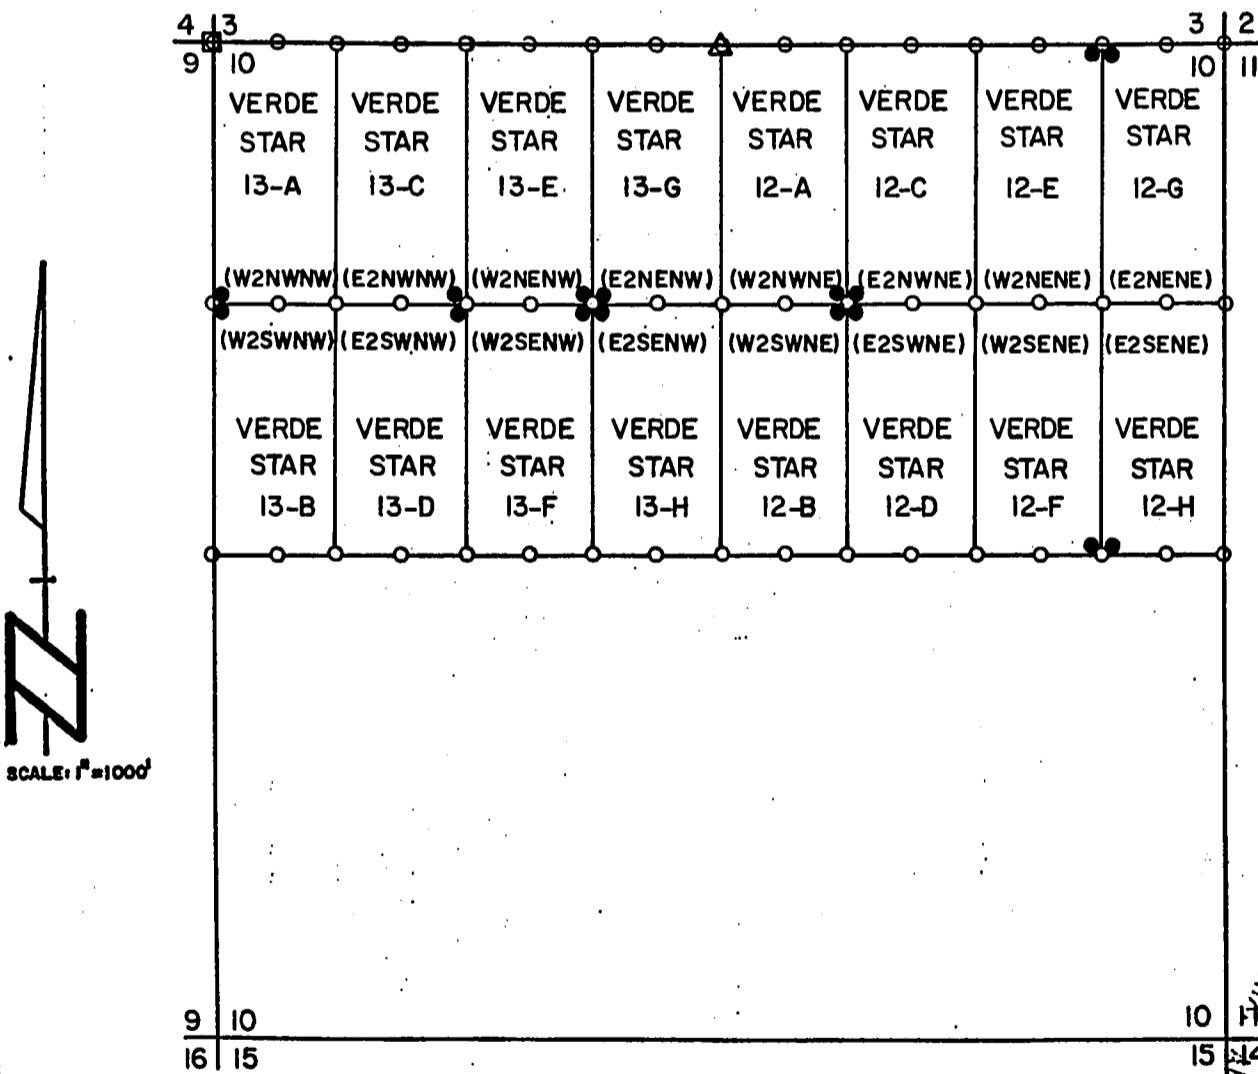 4 3 3 2
9 10 10 11
VERDE VERDE VERDE VERDE VERDE VERDE VERDE VERDE
STAR STAR STAR STAR STAR STAR STAR STAR
13-A 13-C 13-E 13-G 12-A 12-C 12-E 12-G
(W2NWNW) (E2NWNW) (W2NENW) (E2NENW) (W2NWNE) (E2NWNE) (W2NENE) (E2NENE)
(W2SWNW) (E2SWNW) (W2SENW) (E2SENW) (W2SWNE) (E2SWNE) (W2SENE) (E2SENE)
VERDE VERDE VERDE VERDE VERDE VERDE VERDE VERDE
STAR STAR STAR STAR STAR STAR STAR STAR
13-B 13-D 13-F 13-H 12-B 12-D 12-F 12-H
N
SCALE: 1"=1000'
9 10 10
16 15 15 14